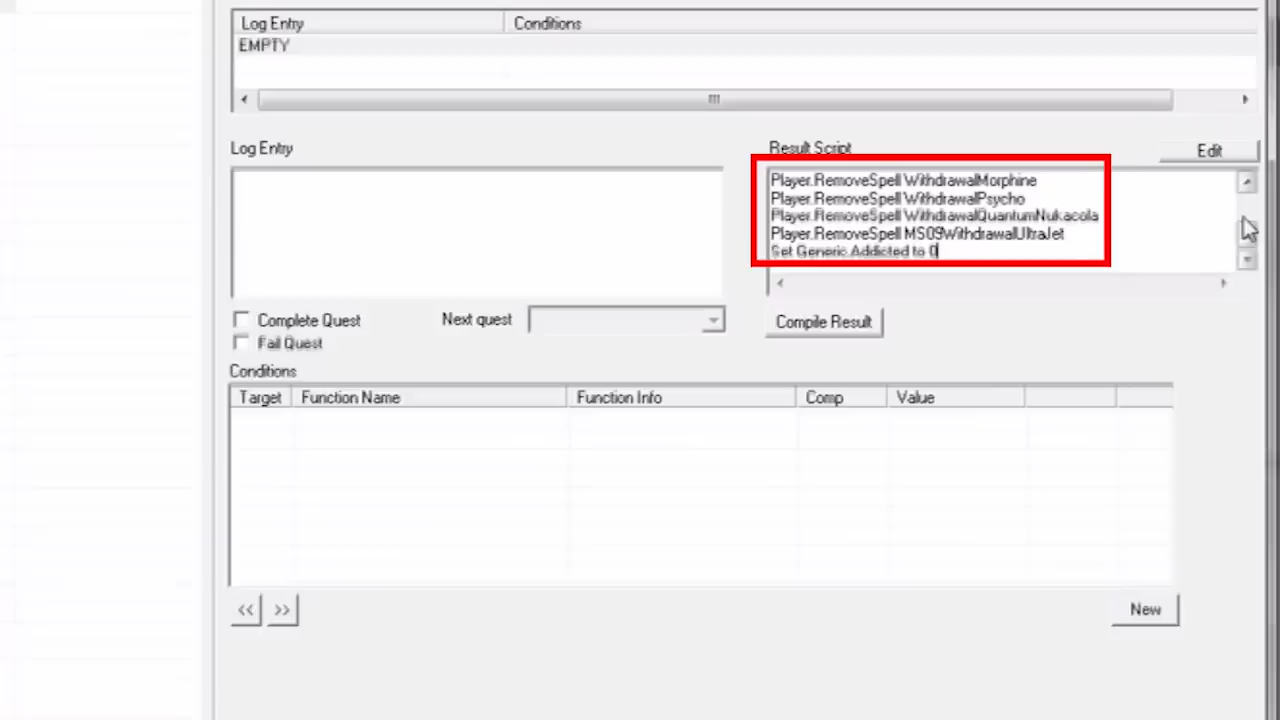 Log Entry Conditions
EMPTY
Log Entry
Result Script
Edit
Player.RemoveSpell WithdrawalMorphine
Player.RemoveSpell WithdrawalPsycho
Player.RemoveSpell WithdrawalQuantumNukacola
Player.RemoveSpell MS09WithdrawalUltraJet
Set Generic.Addicted to 0
Complete Quest
Next quest
Compile Result
Fail Quest
Conditions
Target Function Name Function Info Comp Value
<< >>
New